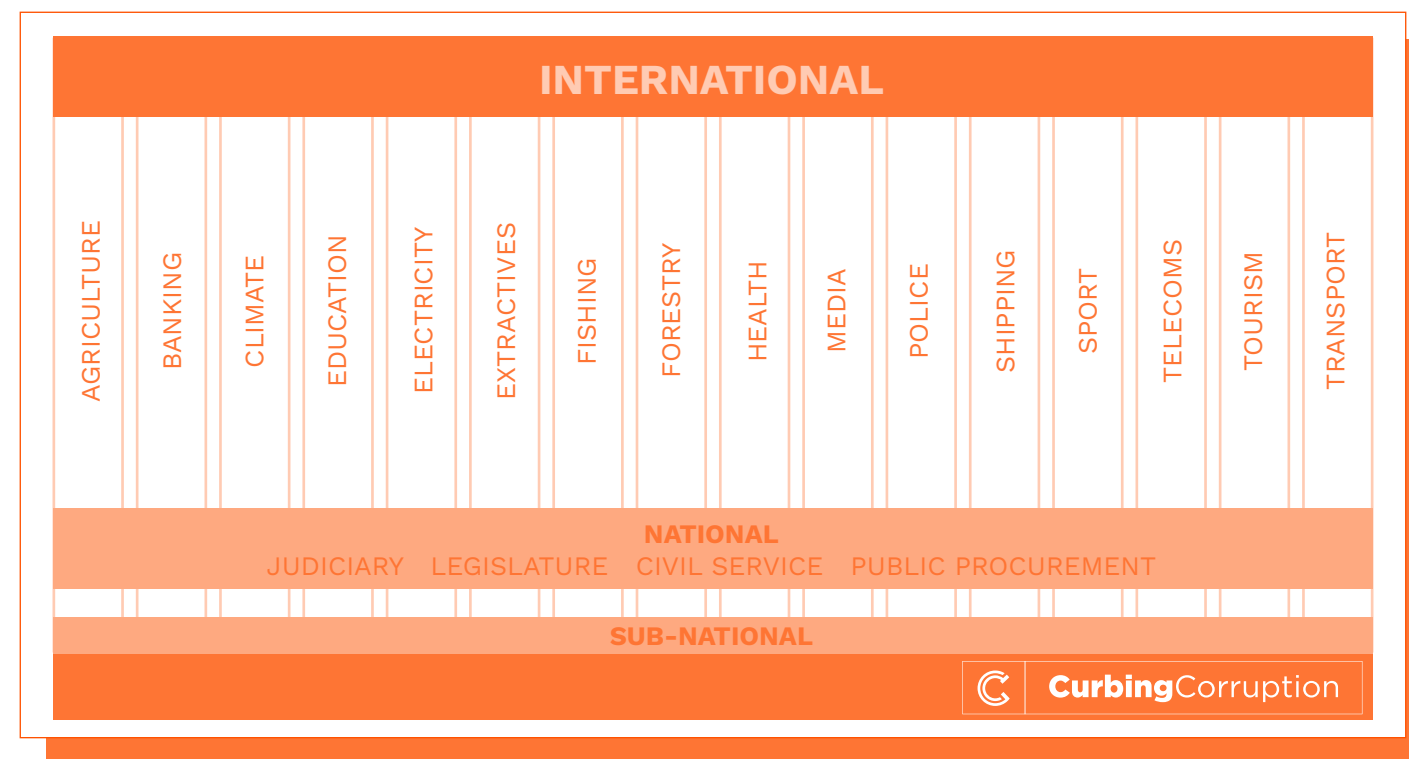 INTERNATIONAL
AGRICULTURE
BANKING
CLIMATE
EDUCATION
ELECTRICITY
EXTRACTIVES
FISHING
FORESTRY
HEALTH
MEDIA
POLICE
SHIPPING
SPORT
TELECOMS
TOURISM
TRANSPORT
NATIONAL
JUDICIARY LEGISLATURE CIVIL SERVICE PUBLIC PROCUREMENT
SUB-NATIONAL
C CurbingCorruption